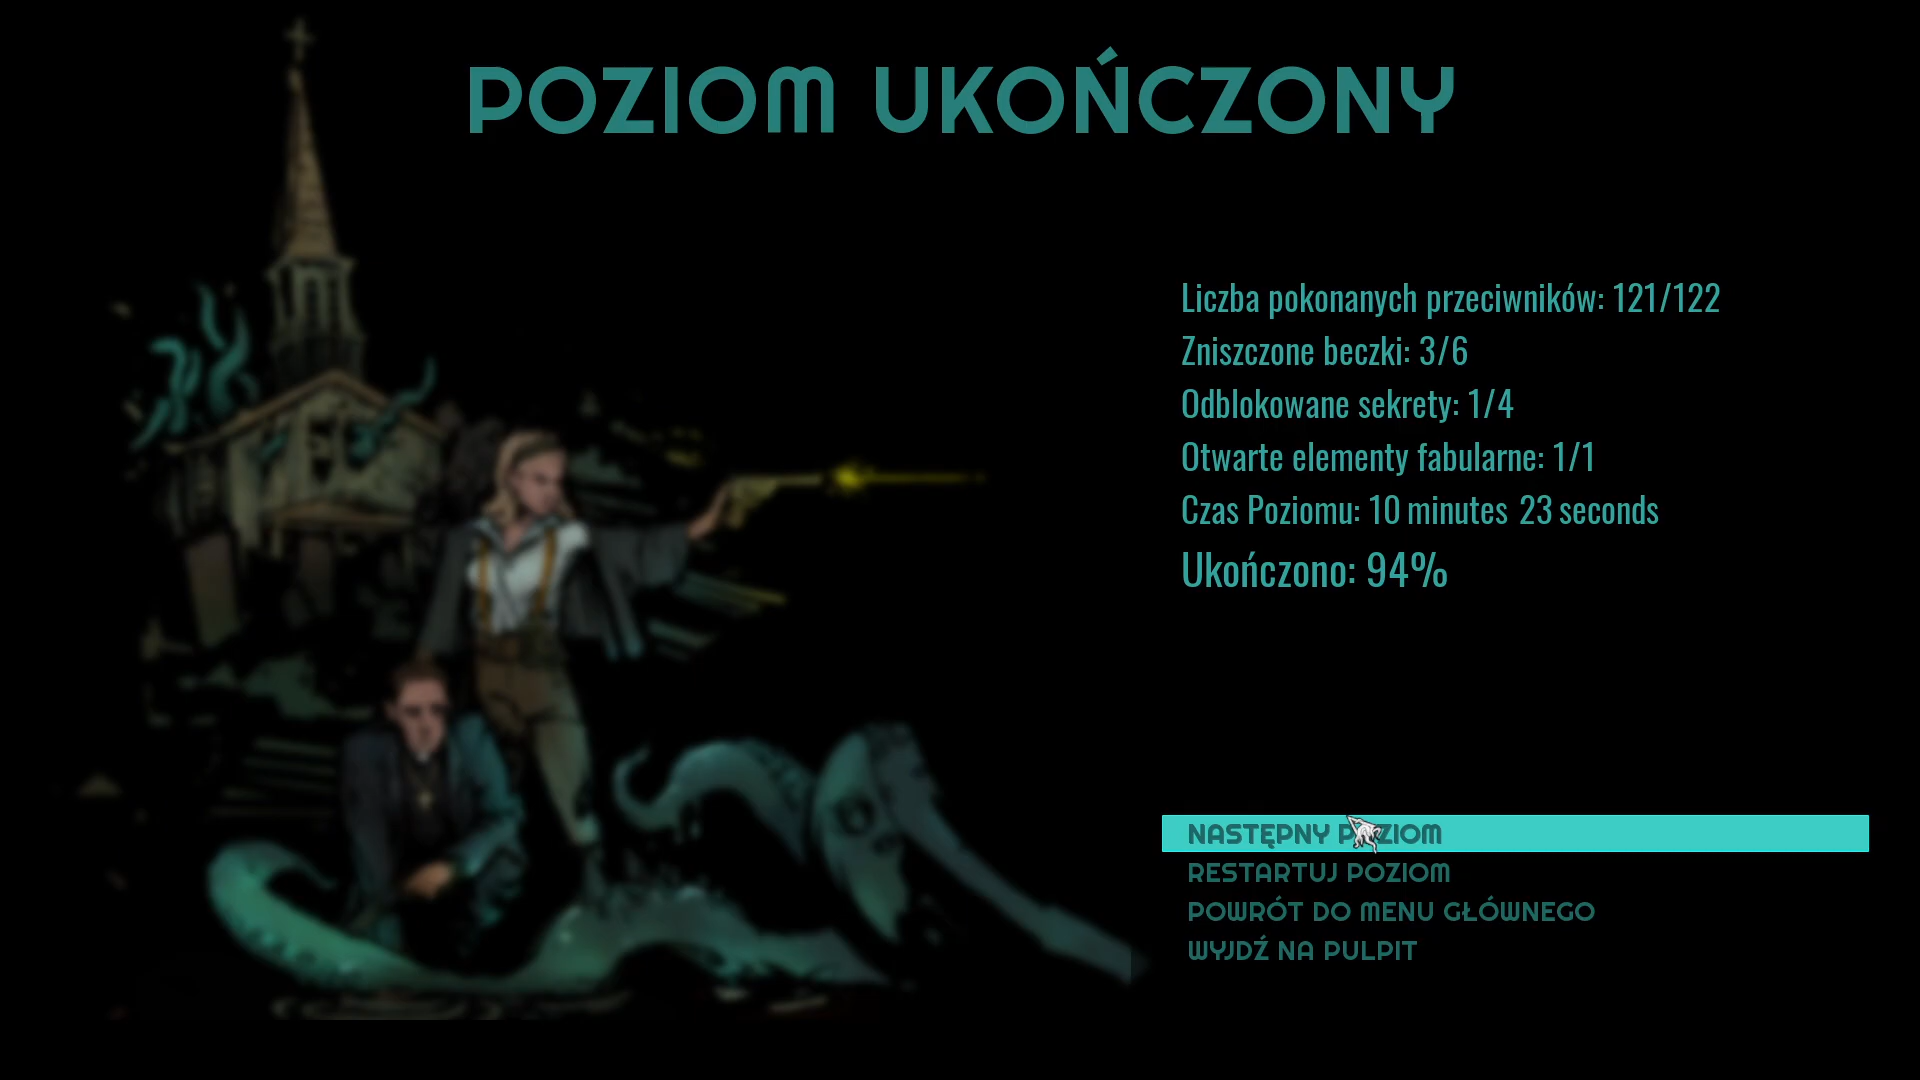 POZIOM UKOŃCZONY
Liczba pokonanych przeciwników: 121/122
Zniszczone beczki: 3/6
Odblokowane sekrety: 1/4
Otwarte elementy fabularne: 1/1
Czas Poziomu: 10 minutes 23 seconds
Ukończono: 94%
NASTĘPNY POZIOM
RESTARTUJ POZIOM
POWRÓT DO MENU GŁÓWNEGO
WYJDŹ NA PULPIT